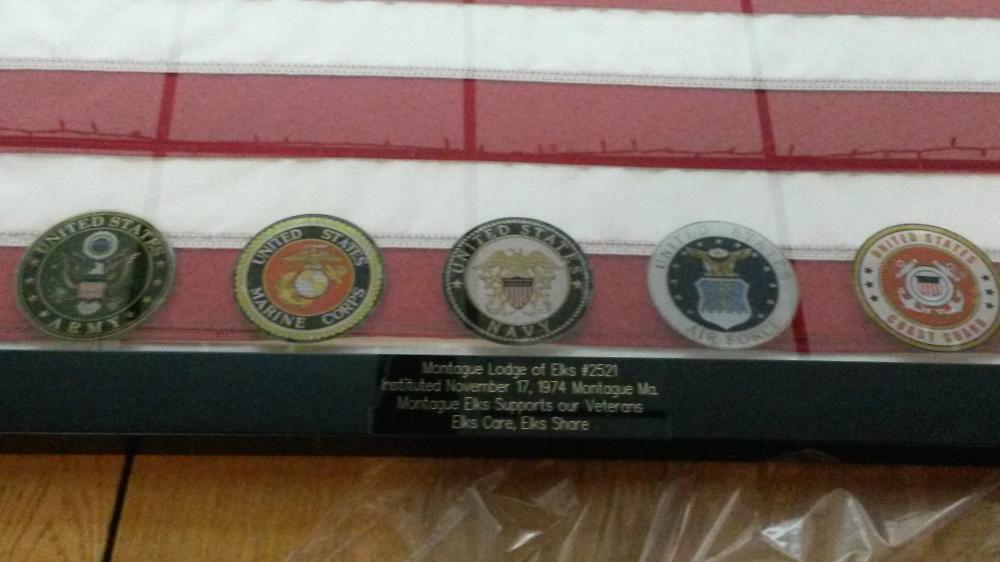 UNITED STATES
ARMY
UNITED STATES
MARINE CORPS
UNITED STATES
NAVY
UNITED STATES
AIR FORCE
UNITED STATES
COAST GUARD
Montague Lodge of Elks #2521
Instituted November 17, 1974 Montague Ma.
Montague Elks Supports our Veterans
Elks Care, Elks Share